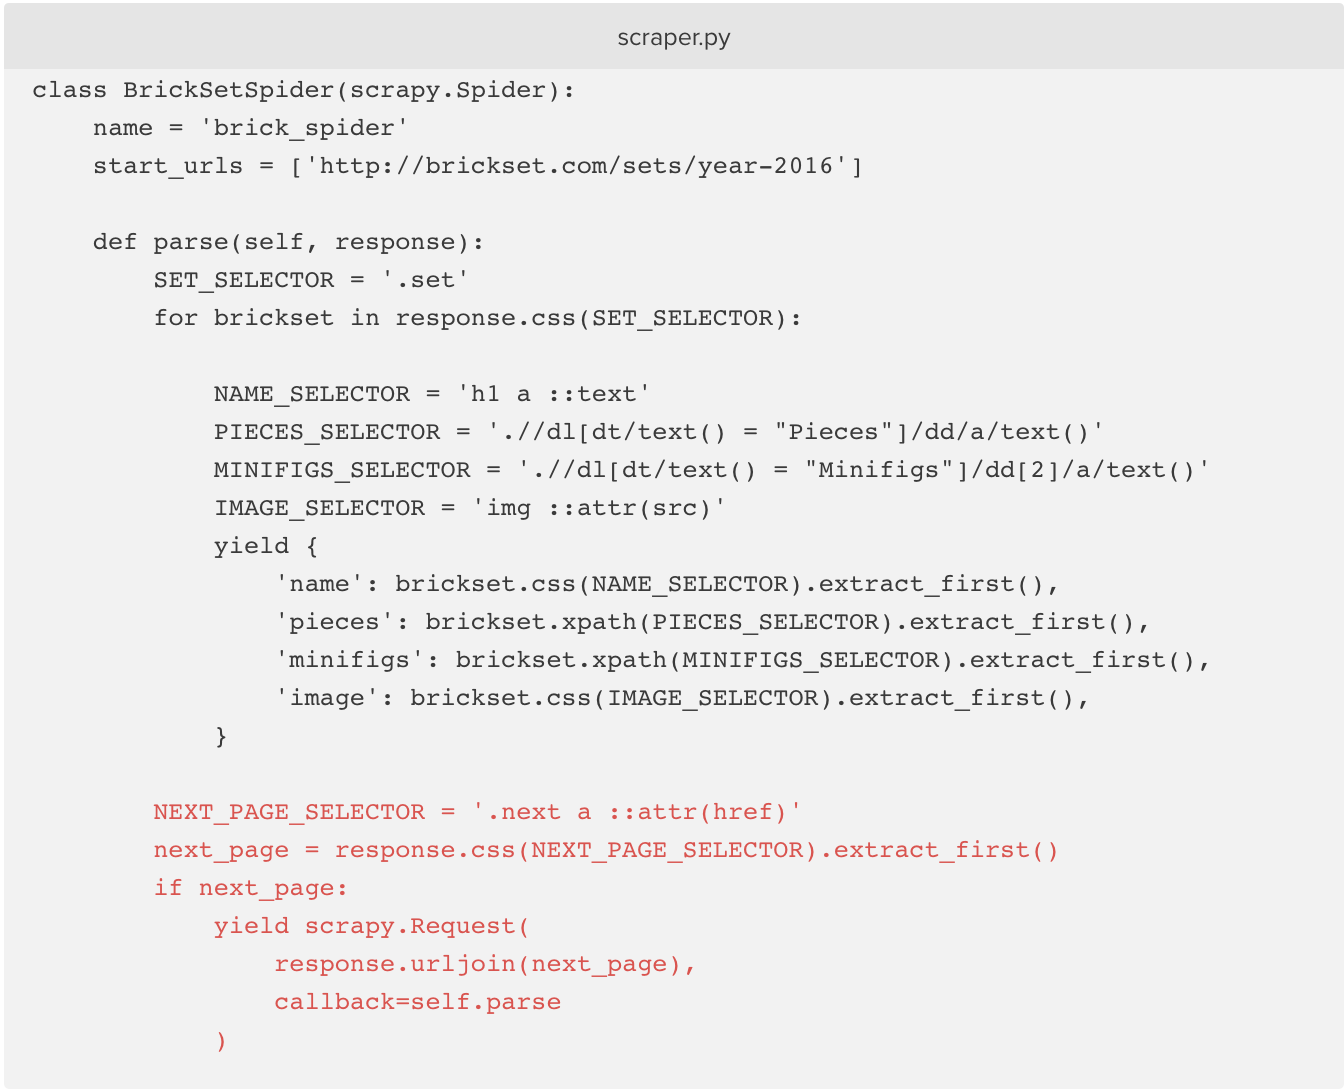 scraper.py
class BrickSetSpider(scrapy.Spider):
    name = 'brick_spider'
    start_urls = ['http://brickset.com/sets/year-2016']

    def parse(self, response):
        SET_SELECTOR = '.set'
        for brickset in response.css(SET_SELECTOR):

            NAME_SELECTOR = 'h1 a ::text'
            PIECES_SELECTOR = './/dl[dt/text() = "Pieces"]/dd/a/text()'
            MINIFIGS_SELECTOR = './/dl[dt/text() = "Minifigs"]/dd[2]/a/text()'
            IMAGE_SELECTOR = 'img ::attr(src)'
            yield {
                'name': brickset.css(NAME_SELECTOR).extract_first(),
                'pieces': brickset.xpath(PIECES_SELECTOR).extract_first(),
                'minifigs': brickset.xpath(MINIFIGS_SELECTOR).extract_first(),
                'image': brickset.css(IMAGE_SELECTOR).extract_first(),
            }

        NEXT_PAGE_SELECTOR = '.next a ::attr(href)'
        next_page = response.css(NEXT_PAGE_SELECTOR).extract_first()
        if next_page:
            yield scrapy.Request(
                response.urljoin(next_page),
                callback=self.parse
            )